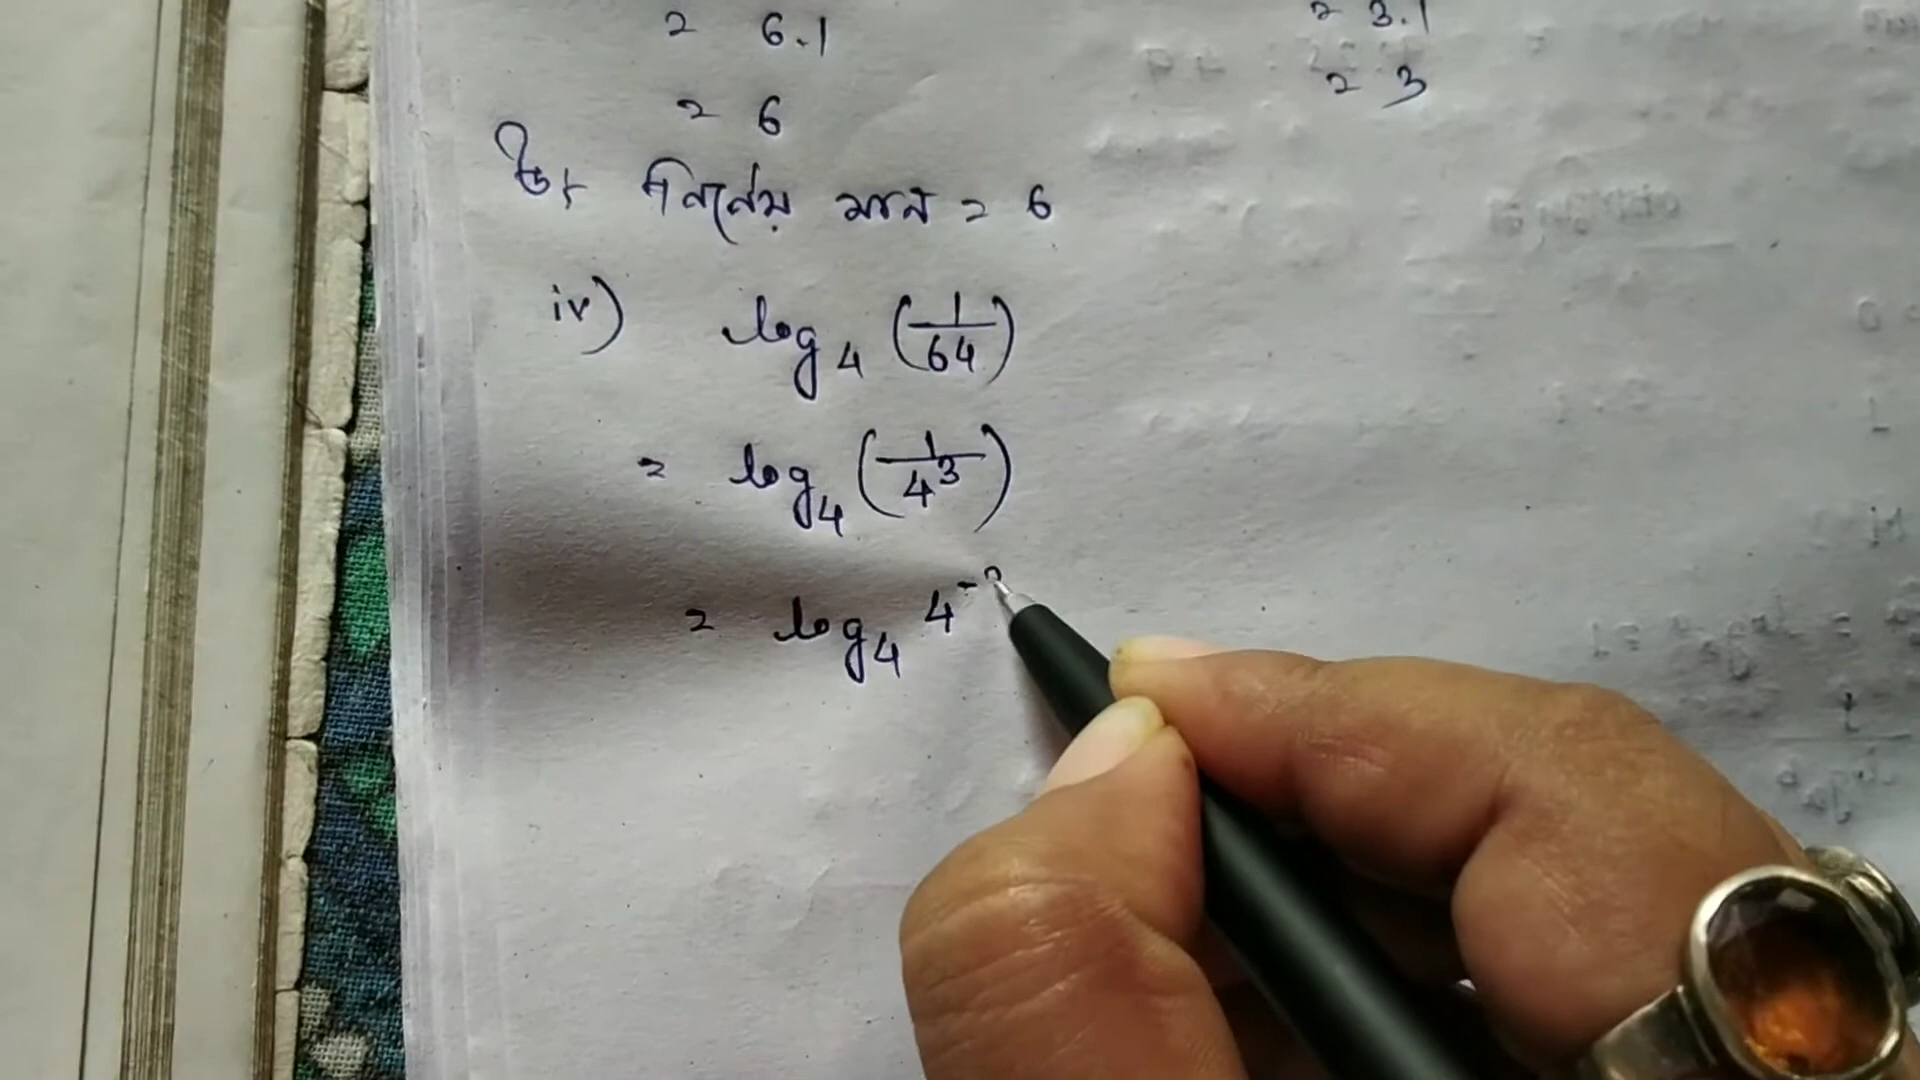 = 6.1
= 6
= 3.1
= 3
উঃ নির্নেয় মান = 6
iv) log₄ (1/64)
= log₄ (1/4³)
= log₄ 4⁻